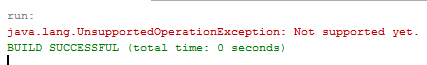 run:
java.lang.UnsupportedOperationException: Not supported yet.
BUILD SUCCESSFUL (total time: 0 seconds)